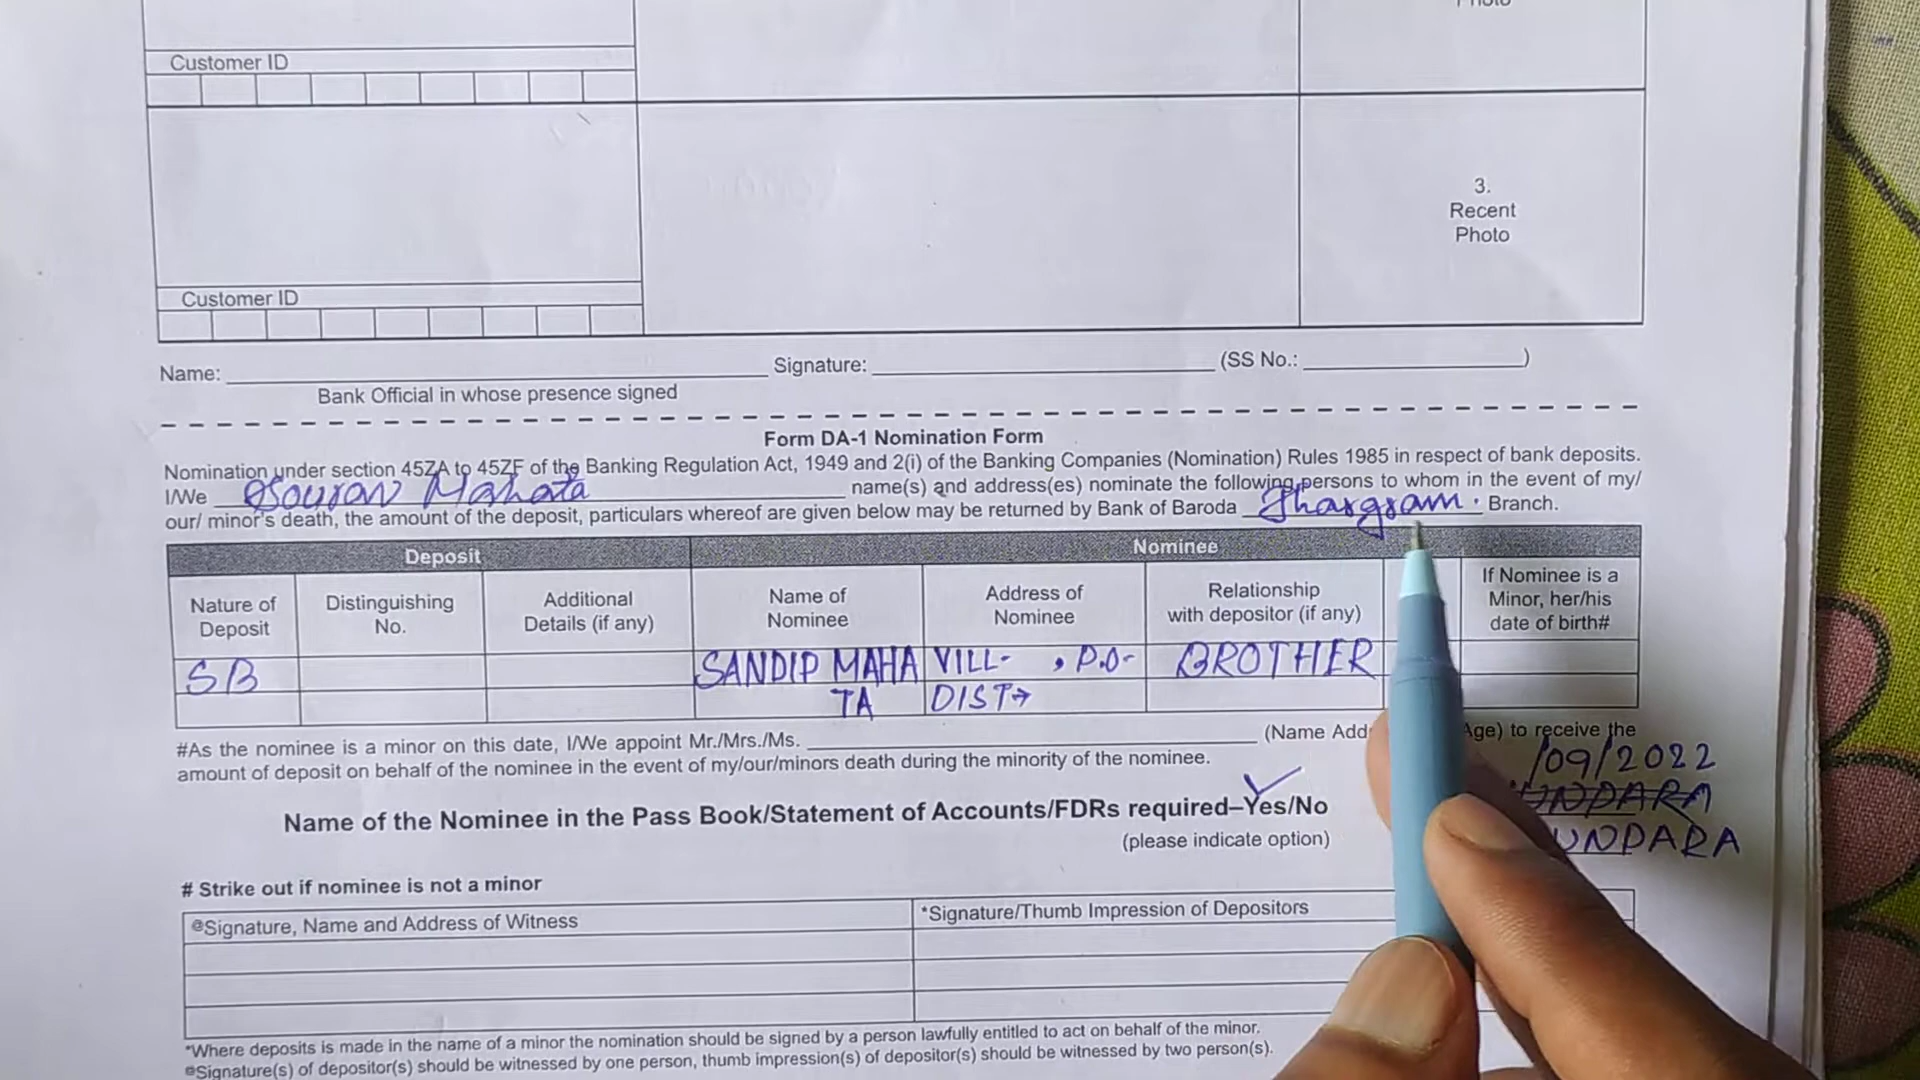 Photo
Customer ID
3.
Recent
Photo
Customer ID
Name: Signature: (SS No.: )
Bank Official in whose presence signed
Form DA-1 Nomination Form
Nomination under section 45ZA to 45ZF of the Banking Regulation Act, 1949 and 2(i) of the Banking Companies (Nomination) Rules 1985 in respect of bank deposits.
I/We Sourav Mahata name(s) and address(es) nominate the following persons to whom in the event of my/
our/ minor's death, the amount of the deposit, particulars whereof are given below may be returned by Bank of Baroda Jhargram. Branch.
Deposit Nominee
Nature of Deposit Distinguishing No. Additional Details (if any) Name of Nominee Address of Nominee Relationship with depositor (if any) If Nominee is a Minor, her/his date of birth#
SB SANDIP MAHA VILL- , P.O- BROTHER
TA DIST→
#As the nominee is a minor on this date, I/We appoint Mr./Mrs./Ms. (Name Add Age) to receive the
amount of deposit on behalf of the nominee in the event of my/our/minors death during the minority of the nominee.
/09/2022
UNDARA
UNDARA
Name of the Nominee in the Pass Book/Statement of Accounts/FDRs required–Yes/No
(please indicate option)
# Strike out if nominee is not a minor
@Signature, Name and Address of Witness *Signature/Thumb Impression of Depositors
*Where deposits is made in the name of a minor the nomination should be signed by a person lawfully entitled to act on behalf of the minor.
@Signature(s) of depositor(s) should be witnessed by one person, thumb impression(s) of depositor(s) should be witnessed by two person(s).